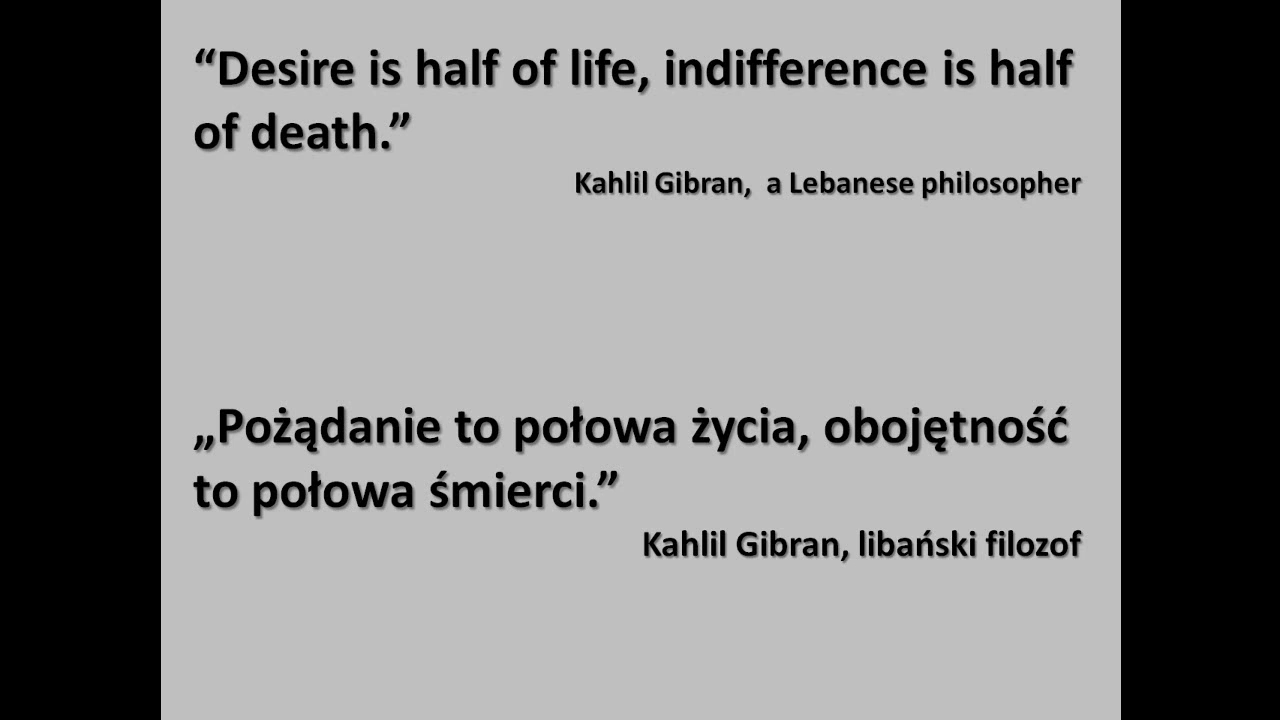 “Desire is half of life, indifference is half
of death.”
Kahlil Gibran,  a Lebanese philosopher
„Pożądanie to połowa życia, obojętność
to połowa śmierci.”
Kahlil Gibran, libański filozof